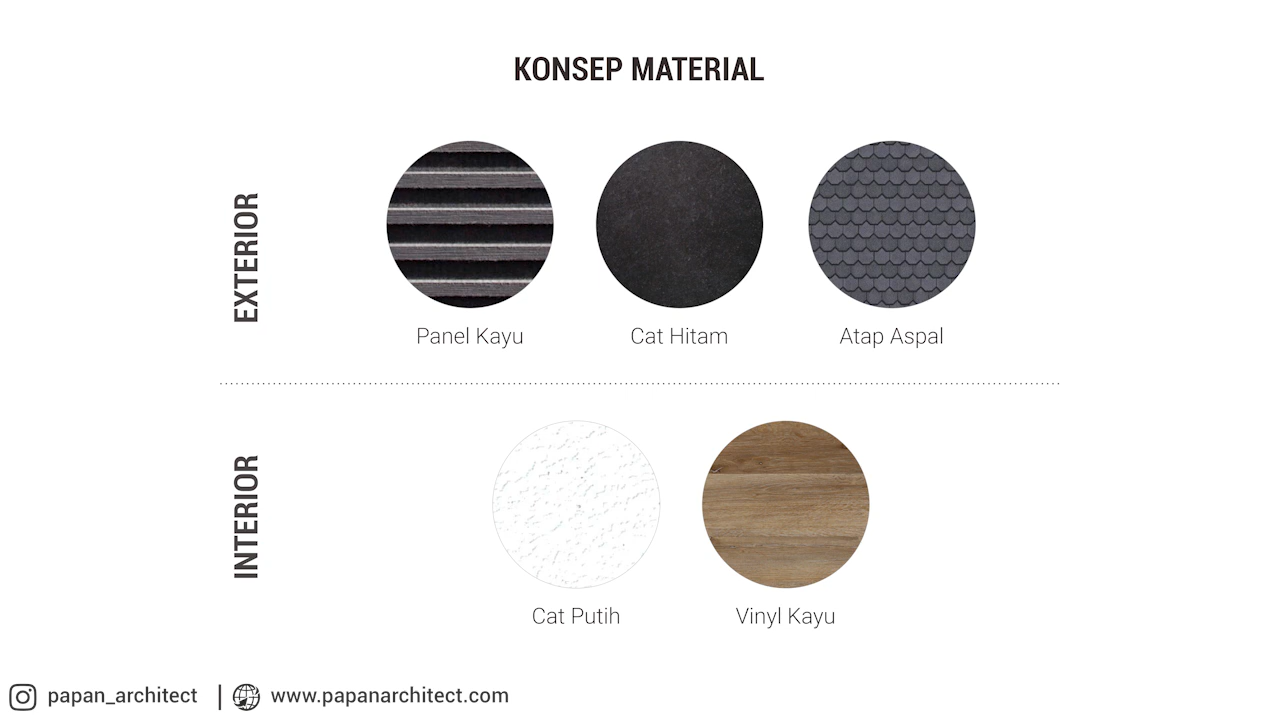 KONSEP MATERIAL
EXTERIOR
Panel Kayu
Cat Hitam
Atap Aspal
INTERIOR
Cat Putih
Vinyl Kayu
papan_architect | www.papanarchitect.com